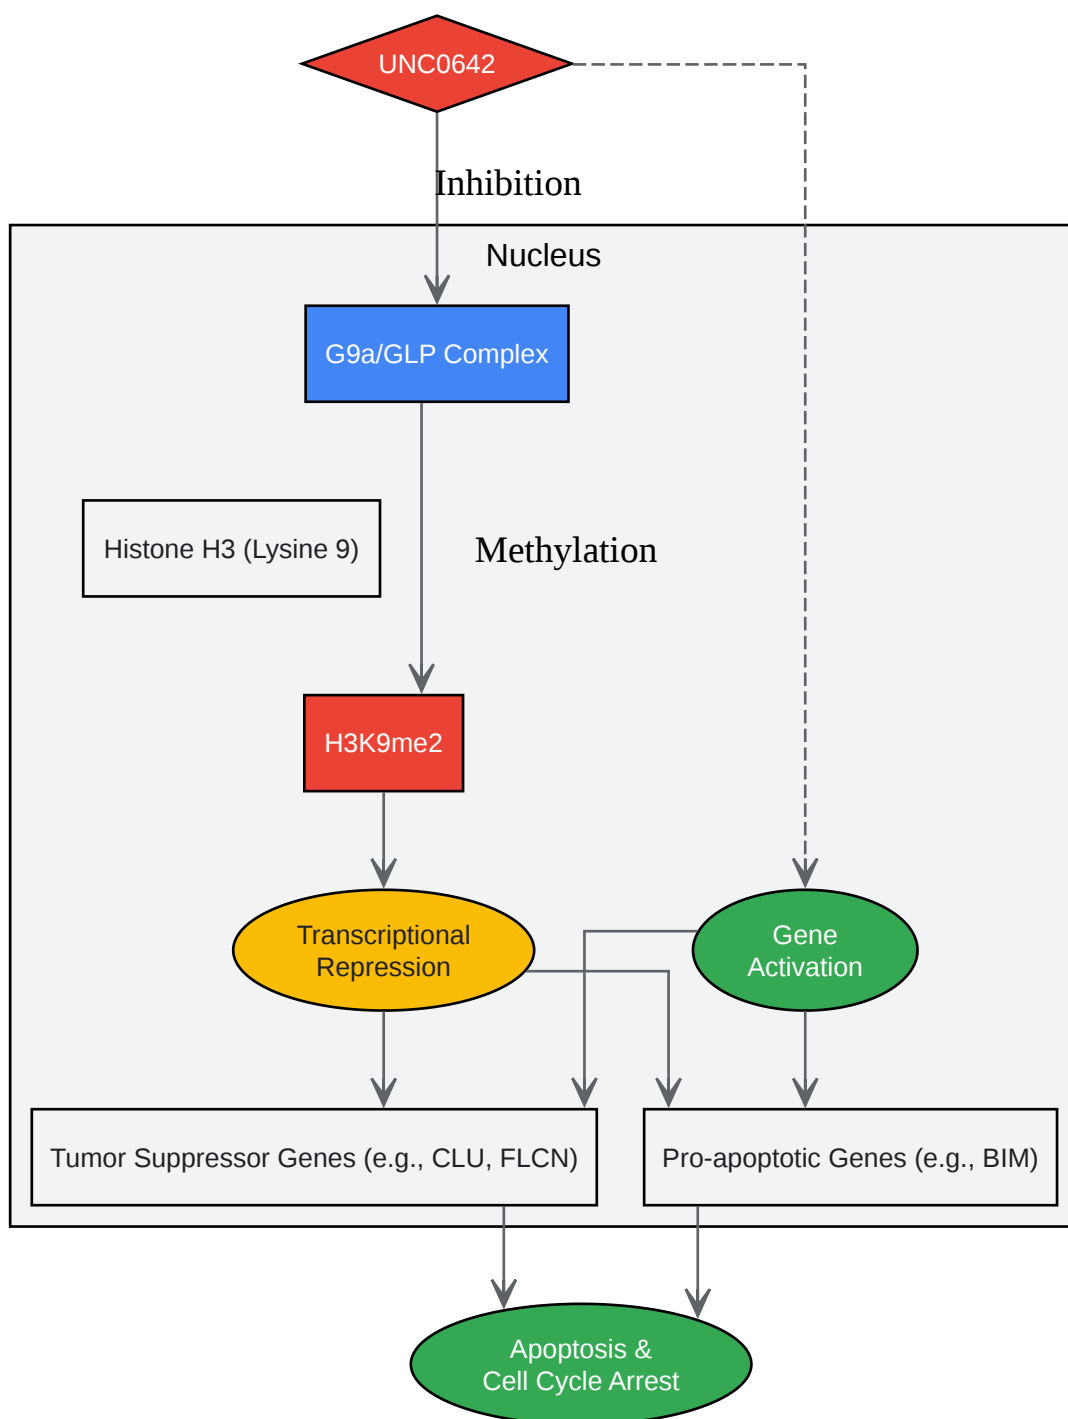 UNC0642
Inhibition
Nucleus
G9a/GLP Complex
Histone H3 (Lysine 9)
Methylation
H3K9me2
Transcriptional
Repression
Gene
Activation
Tumor Suppressor Genes (e.g., CLU, FLCN)
Pro-apoptotic Genes (e.g., BIM)
Apoptosis &
Cell Cycle Arrest